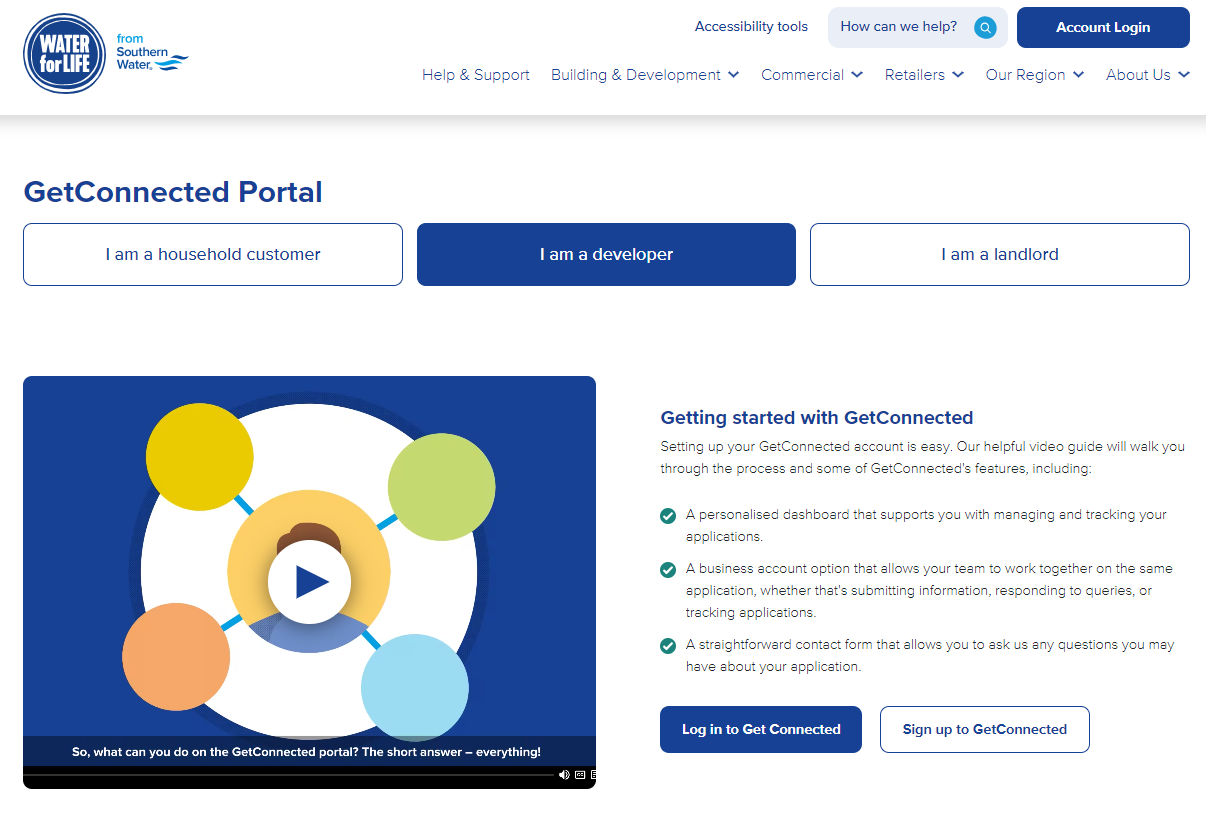 WATER
for LIFE
from
Southern
Water.
Accessibility tools
How can we help?
Account Login
Help & Support
Building & Development
Commercial
Retailers
Our Region
About Us
GetConnected Portal
I am a household customer
I am a developer
I am a landlord
So, what can you do on the GetConnected portal? The short answer – everything!
Getting started with GetConnected
Setting up your GetConnected account is easy. Our helpful video guide will walk you
through the process and some of GetConnected's features, including:
A personalised dashboard that supports you with managing and tracking your
applications.
A business account option that allows your team to work together on the same
application, whether that's submitting information, responding to queries, or
tracking applications.
A straightforward contact form that allows you to ask us any questions you may
have about your application.
Log in to Get Connected
Sign up to GetConnected